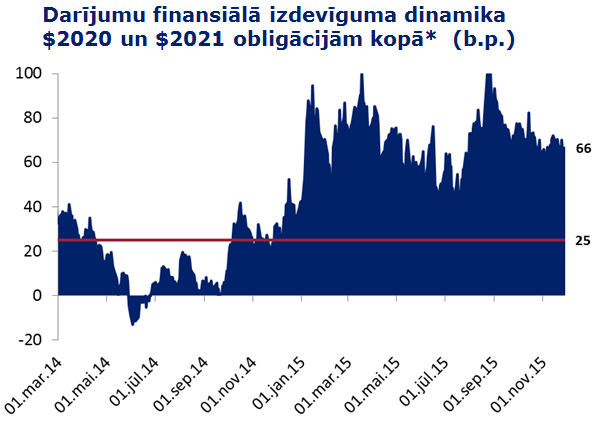 Darījumu finansiālā izdevīguma dinamika
$2020 un $2021 obligācijām kopā* (b.p.)
100
80
60
40
20
0
-20
66
25
01.mar.14
01.mai.14
01.jūl.14
01.sep.14
01.nov.14
01.jan.15
01.mar.15
01.mai.15
01.jūl.15
01.sep.15
01.nov.15